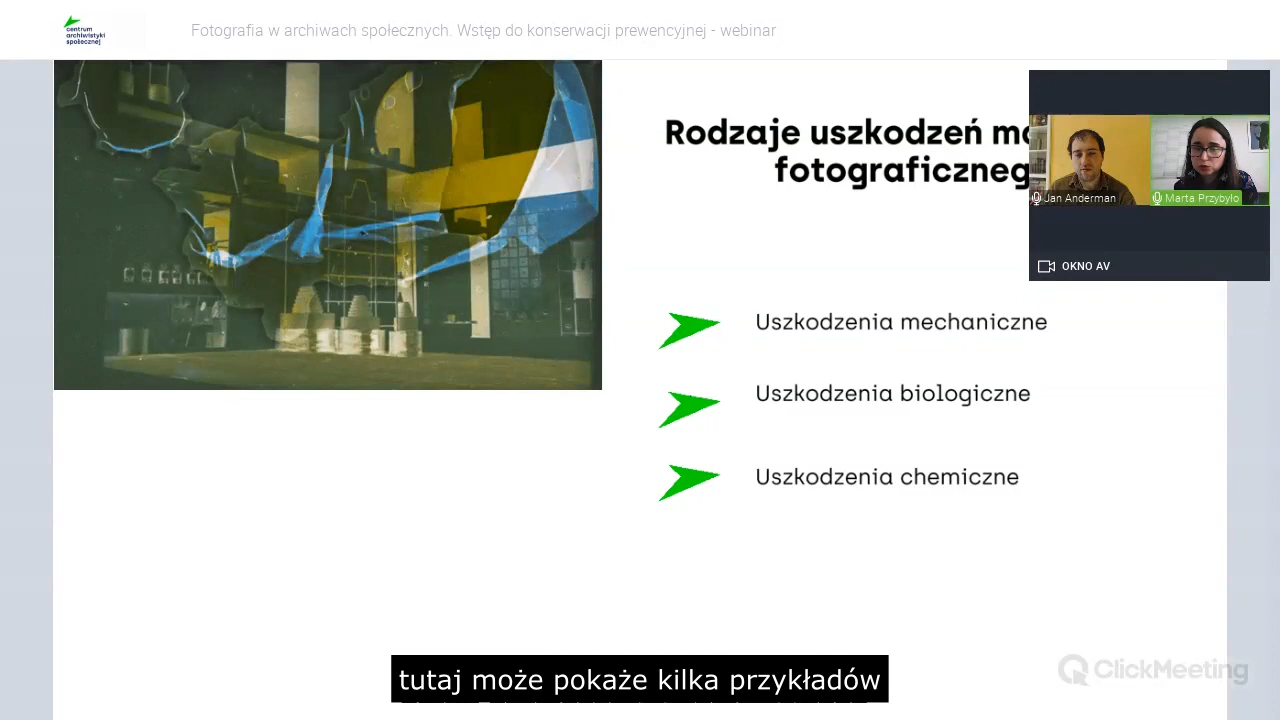 centrum
archiwistyki
społecznej
Fotografia w archiwach społecznych. Wstęp do konserwacji prewencyjnej - webinar
Rodzaje uszkodzeń
fotograficzneg
Jan Anderman
Marta Przybyło
OKNO AV
Uszkodzenia mechaniczne
Uszkodzenia biologiczne
Uszkodzenia chemiczne
tutaj może pokaże kilka przykładów
ClickMeeting